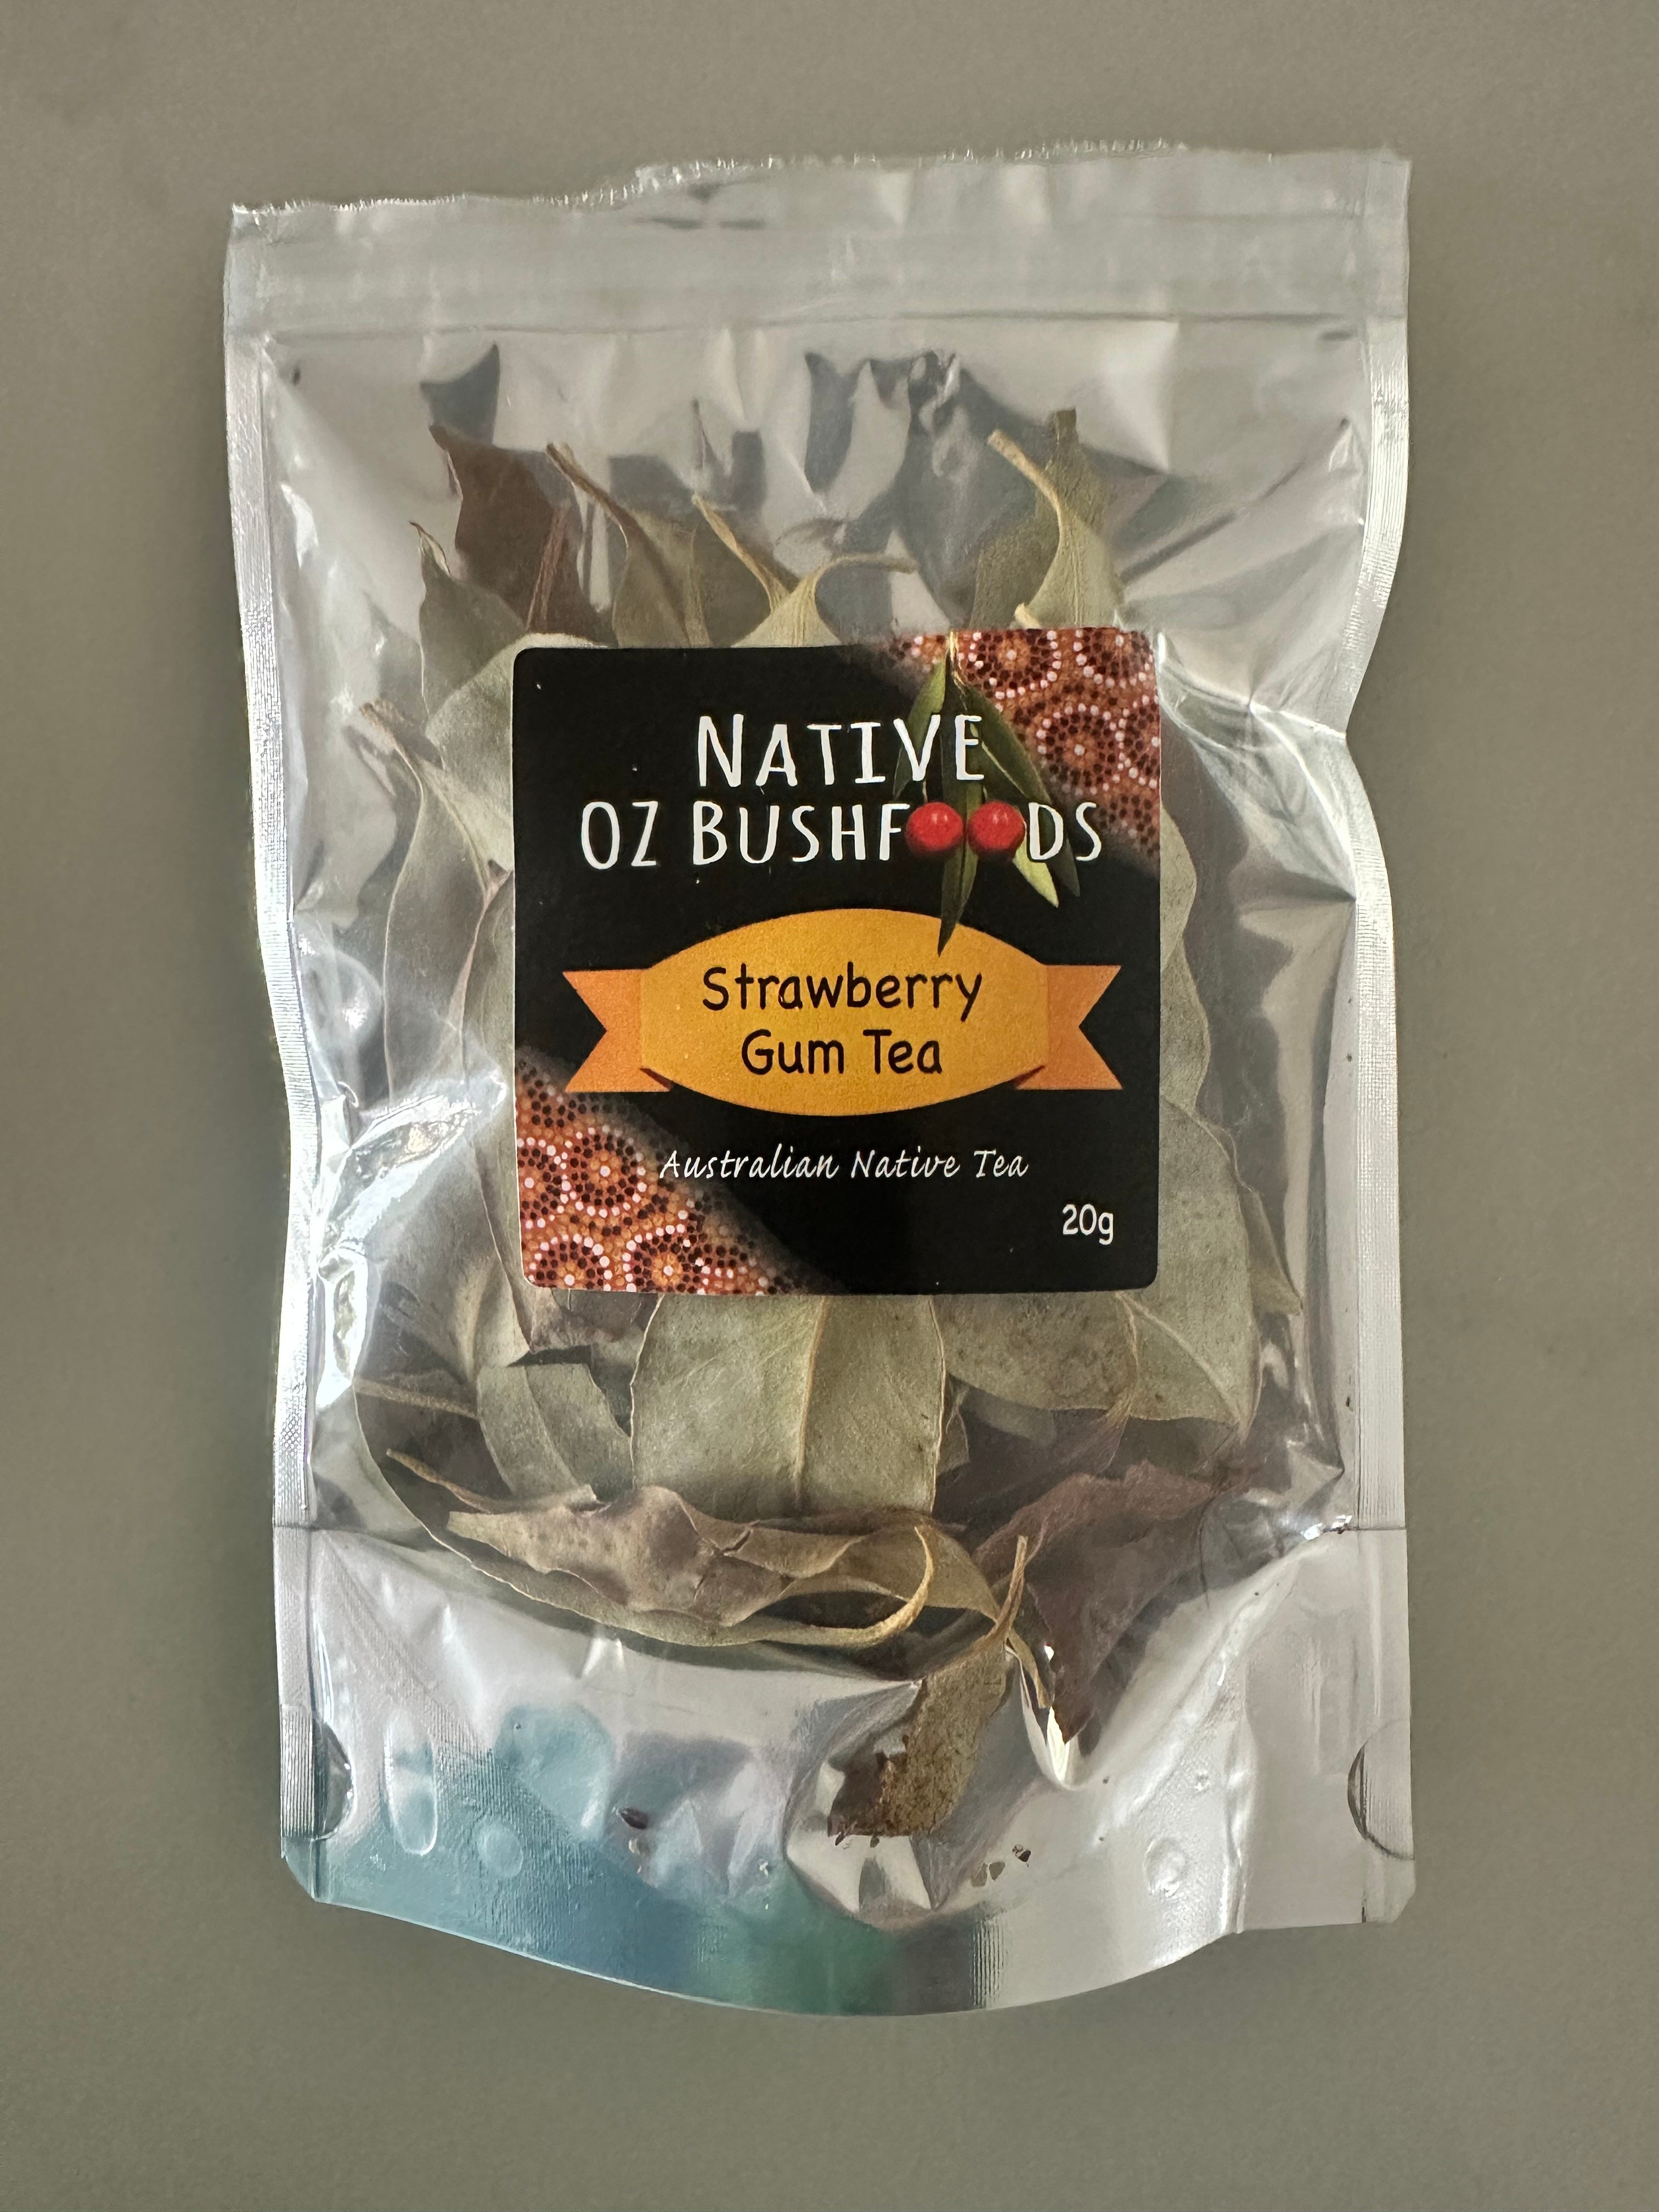 NATIVE
OZ BUSHFOODS
Strawberry
Gum Tea
Australian Native Tea
20g